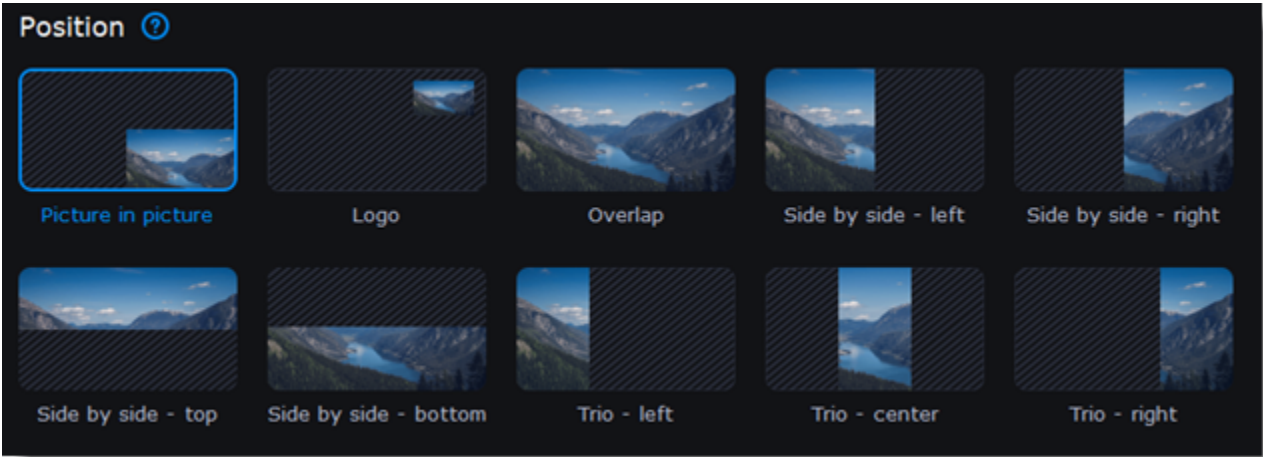 Position ?
Picture in picture
Logo
Overlap
Side by side - left
Side by side - right
Side by side - top
Side by side - bottom
Trio - left
Trio - center
Trio - right